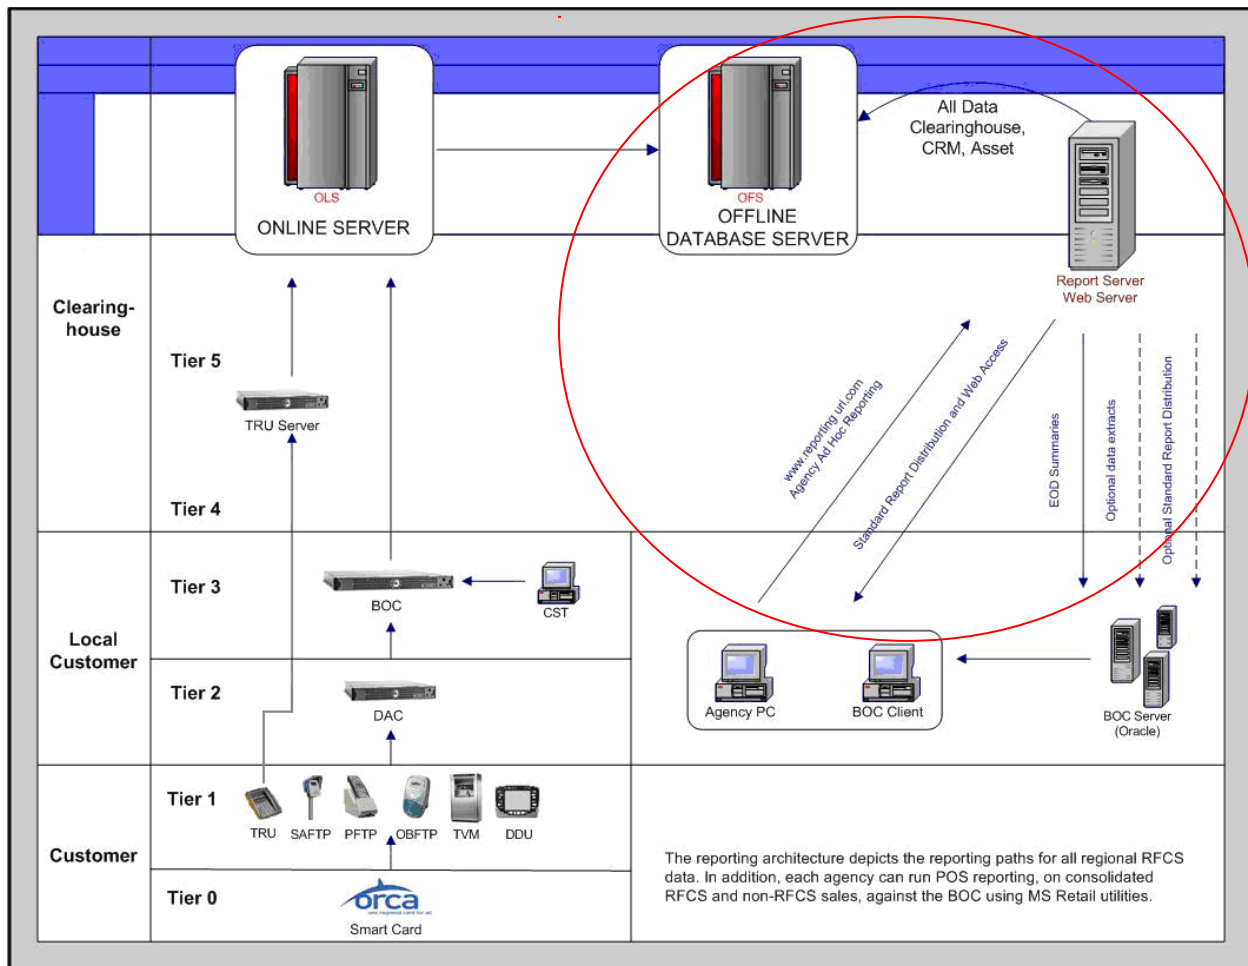 All Data
Clearinghouse,
CRM, Asset
OLS
ONLINE SERVER
OFS
OFFLINE
DATABASE SERVER
Report Server
Web Server
Clearing-
house
Tier 5
TRU Server
Tier 4
www.reporting url.com
Agency Ad Hoc Reporting
Standard Report Distribution and Web Access
EOD Summaries
Optional data extracts
Optional Standard Report Distribution
Local
Customer
Tier 3
BOC
CST
Tier 2
DAC
Agency PC
BOC Client
BOC Server
(Oracle)
Customer
Tier 1
TRU
SAFTP
PFTP
OBFTP
TVM
DDU
Tier 0
orca
one regional card for all
Smart Card
The reporting architecture depicts the reporting paths for all regional RFCS
data. In addition, each agency can run POS reporting, on consolidated
RFCS and non-RFCS sales, against the BOC using MS Retail utilities.